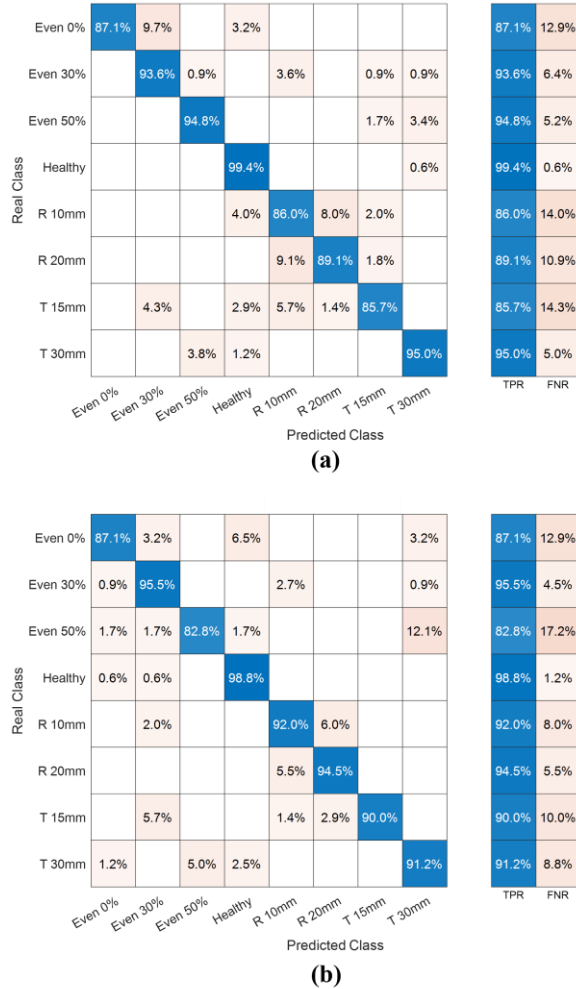 Even 0% 87.1% 9.7% 3.2% 87.1% 12.9%
Even 30% 93.6% 0.9% 3.6% 0.9% 0.9% 93.6% 6.4%
Even 50% 94.8% 1.7% 3.4% 94.8% 5.2%
Healthy 99.4% 0.6% 99.4% 0.6%
R 10mm 4.0% 86.0% 8.0% 2.0% 86.0% 14.0%
R 20mm 9.1% 89.1% 1.8% 89.1% 10.9%
T 15mm 4.3% 2.9% 5.7% 1.4% 85.7% 85.7% 14.3%
T 30mm 3.8% 1.2% 95.0% 95.0% 5.0%
Real Class
TPR FNR
Even 0% Even 30% Even 50% Healthy R 10mm R 20mm T 15mm T 30mm
Predicted Class
(a)
Even 0% 87.1% 3.2% 6.5% 3.2% 87.1% 12.9%
Even 30% 0.9% 95.5% 2.7% 0.9% 95.5% 4.5%
Even 50% 1.7% 1.7% 82.8% 1.7% 12.1% 82.8% 17.2%
Healthy 0.6% 0.6% 98.8% 98.8% 1.2%
R 10mm 2.0% 92.0% 6.0% 92.0% 8.0%
R 20mm 5.5% 94.5% 94.5% 5.5%
T 15mm 5.7% 1.4% 2.9% 90.0% 90.0% 10.0%
T 30mm 1.2% 5.0% 2.5% 91.2% 91.2% 8.8%
Real Class
TPR FNR
Even 0% Even 30% Even 50% Healthy R 10mm R 20mm T 15mm T 30mm
Predicted Class
(b)